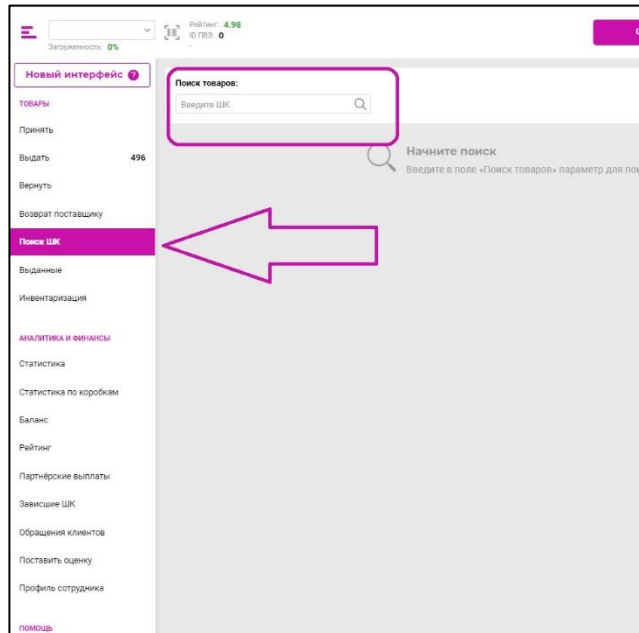 Рейтинг: 4.98
ID ПВЗ 0
-
Загруженность: 0%
Новый интерфейс ?
ТОВАРЫ
Принять
Выдать 496
Вернуть
Возврат поставщику
Поиск ШК
Выданные
Инвентаризация
АНАЛИТИКА И ФИНАНСЫ
Статистика
Статистика по коробкам
Баланс
Рейтинг
Партнёрские выплаты
Зависшие ШК
Обращения клиентов
Поставить оценку
Профиль сотрудника
ПОМОЩЬ
Поиск товаров:
Введите ШК
Начните поиск
Введите в поле «Поиск товаров» параметр для